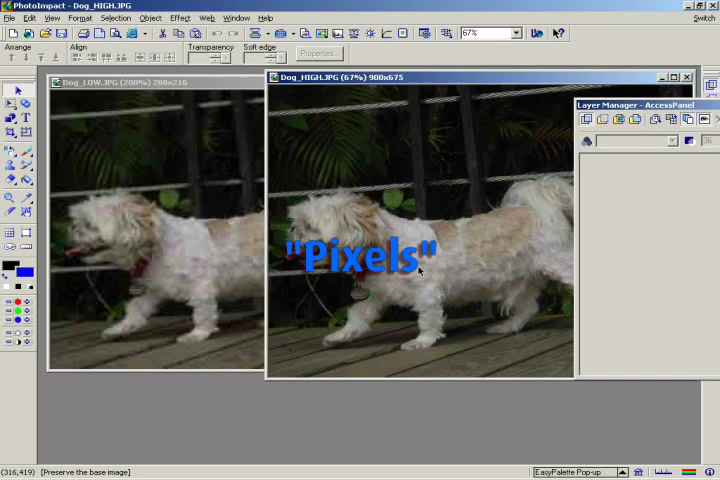 PhotoImpact - Dog_HIGH.JPG
File Edit View Format Selection Object Effect Web Window Help Switch
67%
Arrange Align Transparency Soft edge
Properties...
Dog_LOW.JPG (200%) 288x216
Dog_HIGH.JPG (67%) 900x675
Layer Manager - AccessPanel
36
"Pixels"
(316,419) [Preserve the base image]
EasyPalette Pop-up